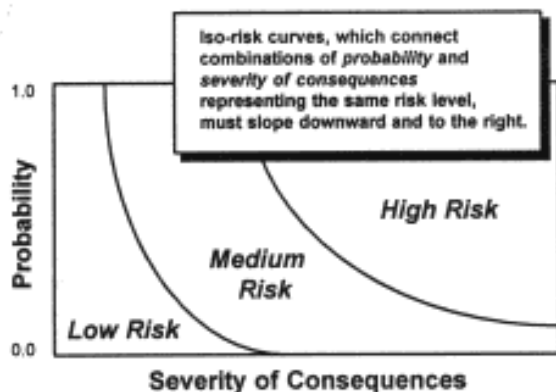 Iso-risk curves, which connect
combinations of probability and
severity of consequences
representing the same risk level,
must slope downward and to the right.
1.0
Probability
High Risk
Medium
Risk
Low Risk
0.0
Severity of Consequences